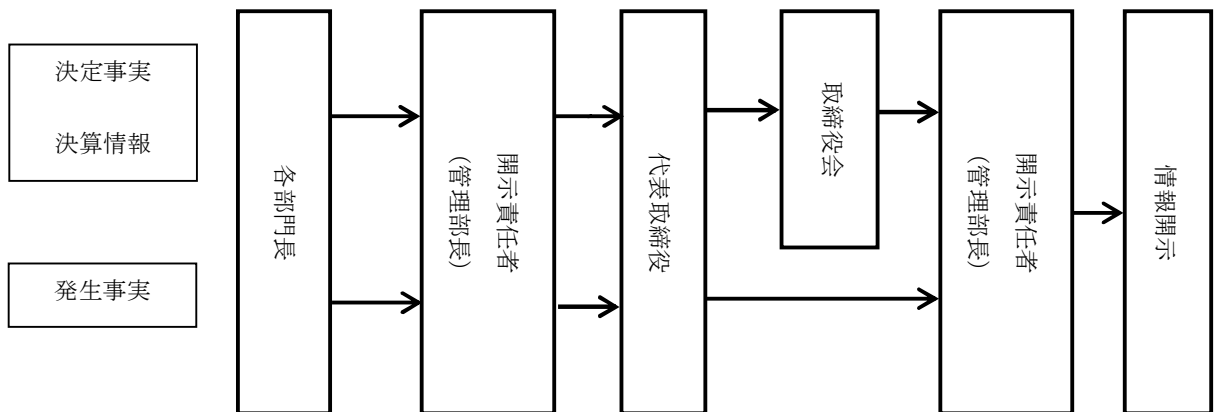 決定事実
決算情報
発生事実
各部門長
開示責任者
(管理部長)
代表取締役
取締役会
開示責任者
(管理部長)
情報開示